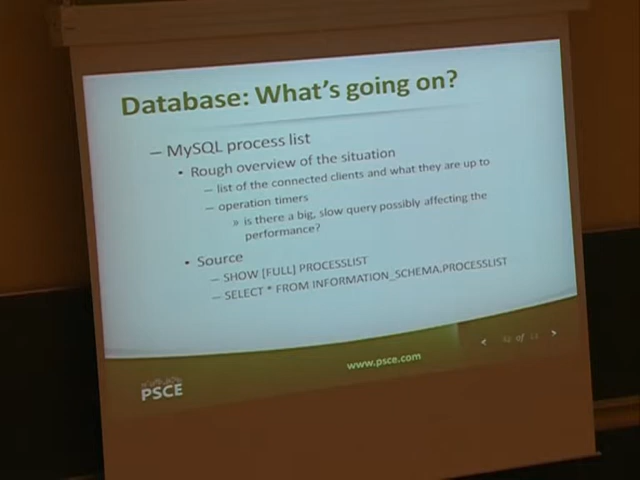 Database: What's going on?
– MySQL process list
• Rough overview of the situation
– list of the connected clients and what they are up to
– operation timers
» is there a big, slow query possibly affecting the
performance?
• Source
– SHOW [FULL] PROCESSLIST
– SELECT * FROM INFORMATION_SCHEMA.PROCESSLIST
of
www.psce.com
PSCE